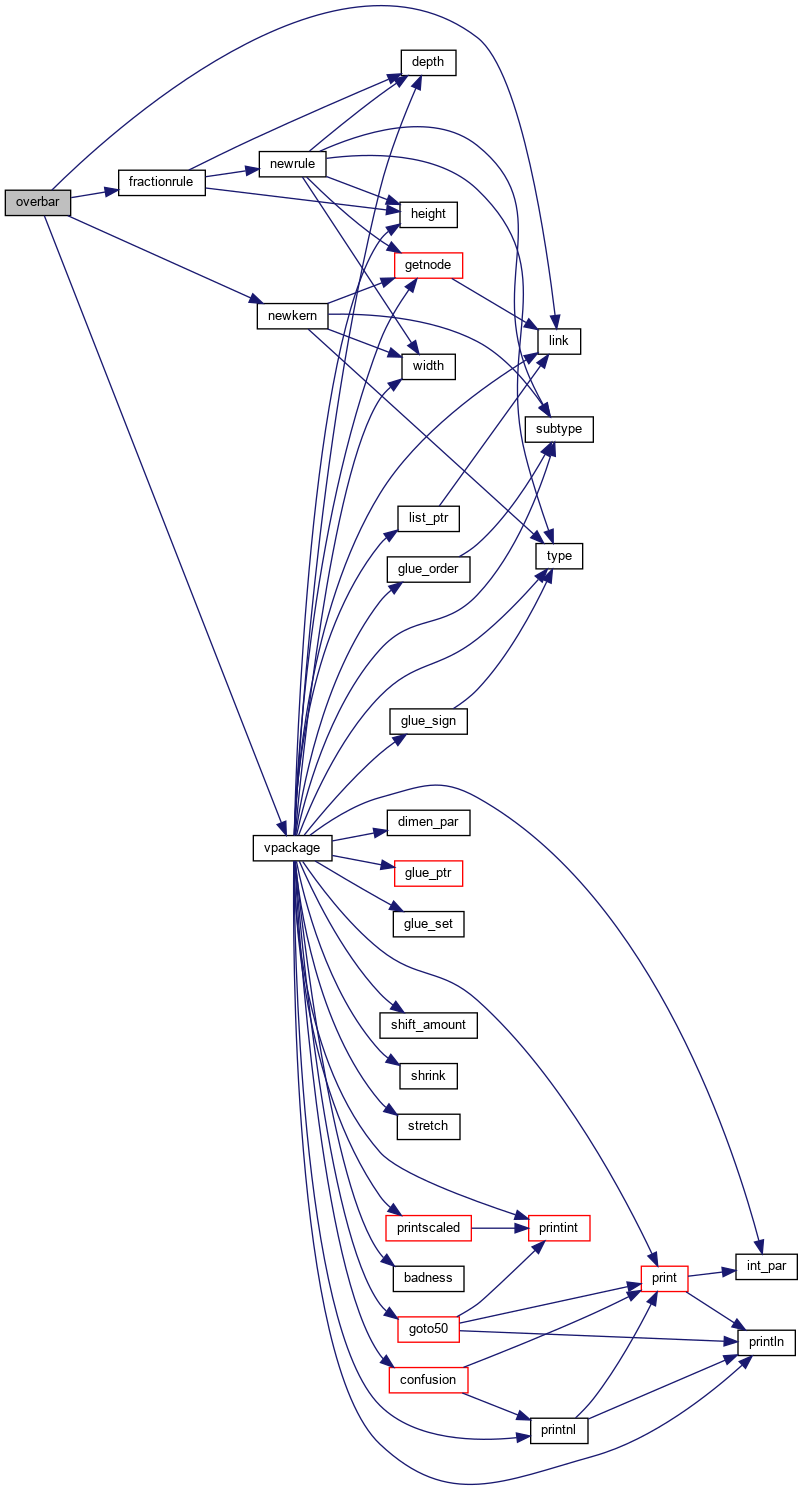 depth
newrule
fractionrule
overbar
height
getnode
newkern
link
width
subtype
list_ptr
type
glue_order
glue_sign
dimen_par
vpackage
glue_ptr
glue_set
shift_amount
shrink
stretch
printscaled
printint
int_par
print
badness
goto50
println
confusion
printnl